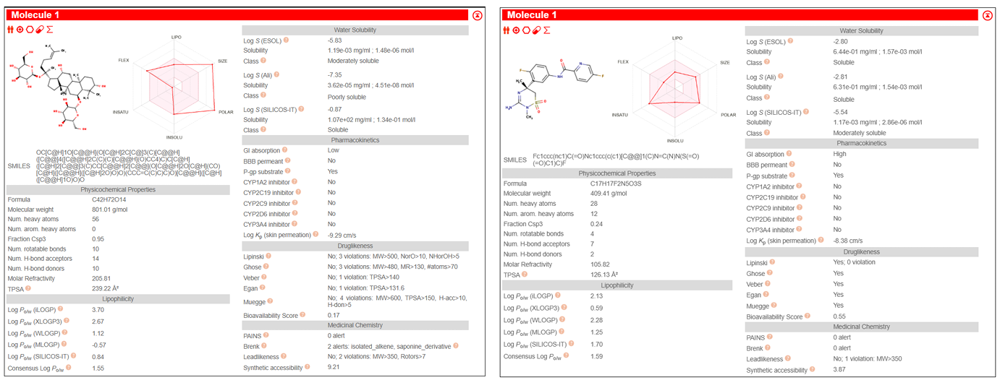 Molecule 1
LIPO
SIZE
POLAR
INSOLU
INSATU
FLEX
SMILES OC[C@H]1O[C@@H](O[C@H]2C[C@]3(C)[C@@H]
([C@@]4([C@@H]2C(C)(C)[C@@H](O)CC4)C)C[C@H]
([C@H]2[C@@]3(C)CC[C@@H]2[C@@](O[C@@H]2O[C@H](CO)
[C@H]([C@@H]([C@H]2O)O)O)(CCC=C(C)C)C)O)[C@@H]([C@H]
([C@@H]1O)O)O
Physicochemical Properties
Formula C42H72O14
Molecular weight 801.01 g/mol
Num. heavy atoms 56
Num. arom. heavy atoms 0
Fraction Csp3 0.95
Num. rotatable bonds 10
Num. H-bond acceptors 14
Num. H-bond donors 10
Molar Refractivity 205.81
TPSA ? 239.22 Å²
Lipophilicity
Log Po/w (iLOGP) ? 3.70
Log Po/w (XLOGP3) ? 2.67
Log Po/w (WLOGP) ? 1.12
Log Po/w (MLOGP) ? -0.57
Log Po/w (SILICOS-IT) ? 0.84
Consensus Log Po/w ? 1.55
Water Solubility
Log S (ESOL) ? -5.83
Solubility 1.19e-03 mg/ml ; 1.48e-06 mol/l
Class ? Moderately soluble
Log S (Ali) ? -7.35
Solubility 3.62e-05 mg/ml ; 4.51e-08 mol/l
Class ? Poorly soluble
Log S (SILICOS-IT) ? -0.87
Solubility 1.07e+02 mg/ml ; 1.34e-01 mol/l
Class ? Soluble
Pharmacokinetics
GI absorption ? Low
BBB permeant ? No
P-gp substrate ? Yes
CYP1A2 inhibitor ? No
CYP2C19 inhibitor ? No
CYP2C9 inhibitor ? No
CYP2D6 inhibitor ? No
CYP3A4 inhibitor ? No
Log Kp (skin permeation) ? -9.29 cm/s
Druglikeness
Lipinski ? No; 3 violations: MW>500, NorO>10, NHorOH>5
Ghose ? No; 3 violations: MW>480, MR>130, #atoms>70
Veber ? No; 1 violation: TPSA>140
Egan ? No; 1 violation: TPSA>131.6
Muegge ? No; 4 violations: MW>600, TPSA>150, H-acc>10,
H-don>5
Bioavailability Score ? 0.17
Medicinal Chemistry
PAINS ? 0 alert
Brenk ? 2 alerts: isolated_alkene, saponine_derivative ?
Leadlikeness ? No; 2 violations: MW>350, Rotors>7
Synthetic accessibility ? 9.21
Molecule 1
F
O
N
NH
F
H₃C
N
S
O
O
N
H₂N
CH₃
LIPO
SIZE
POLAR
INSOLU
INSATU
FLEX
SMILES Fc1ccc(nc1)C(=O)Nc1ccc(c(c1)[C@@]1(C)N=C(N)N(S(=O)
(=O)C1)C)F
Physicochemical Properties
Formula C17H17F2N5O3S
Molecular weight 409.41 g/mol
Num. heavy atoms 28
Num. arom. heavy atoms 12
Fraction Csp3 0.24
Num. rotatable bonds 4
Num. H-bond acceptors 7
Num. H-bond donors 2
Molar Refractivity 105.82
TPSA ? 126.13 Å²
Lipophilicity
Log Po/w (iLOGP) ? 2.13
Log Po/w (XLOGP3) ? 0.59
Log Po/w (WLOGP) ? 2.28
Log Po/w (MLOGP) ? 1.25
Log Po/w (SILICOS-IT) ? 1.70
Consensus Log Po/w ? 1.59
Water Solubility
Log S (ESOL) ? -2.80
Solubility 6.44e-01 mg/ml ; 1.57e-03 mol/l
Class ? Soluble
Log S (Ali) ? -2.81
Solubility 6.31e-01 mg/ml ; 1.54e-03 mol/l
Class ? Soluble
Log S (SILICOS-IT) ? -5.54
Solubility 1.17e-03 mg/ml ; 2.86e-06 mol/l
Class ? Moderately soluble
Pharmacokinetics
GI absorption ? High
BBB permeant ? No
P-gp substrate ? Yes
CYP1A2 inhibitor ? No
CYP2C19 inhibitor ? No
CYP2C9 inhibitor ? No
CYP2D6 inhibitor ? No
CYP3A4 inhibitor ? No
Log Kp (skin permeation) ? -8.38 cm/s
Druglikeness
Lipinski ? Yes; 0 violation
Ghose ? Yes
Veber ? Yes
Egan ? Yes
Muegge ? Yes
Bioavailability Score ? 0.55
Medicinal Chemistry
PAINS ? 0 alert
Brenk ? 0 alert
Leadlikeness ? No; 1 violation: MW>350
Synthetic accessibility ? 3.87